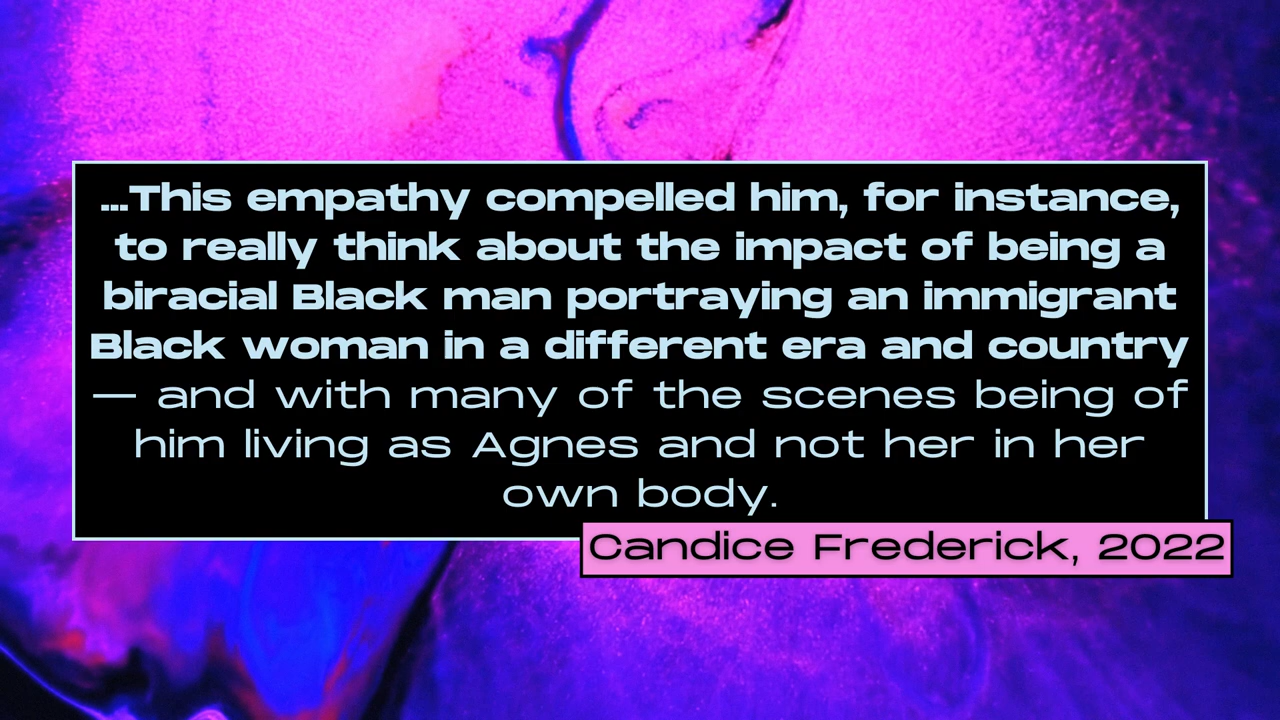 ...This empathy compelled him, for instance,
to really think about the impact of being a
biracial Black man portraying an immigrant
Black woman in a different era and country
— and with many of the scenes being of
him living as Agnes and not her in her
own body.
Candice Frederick, 2022